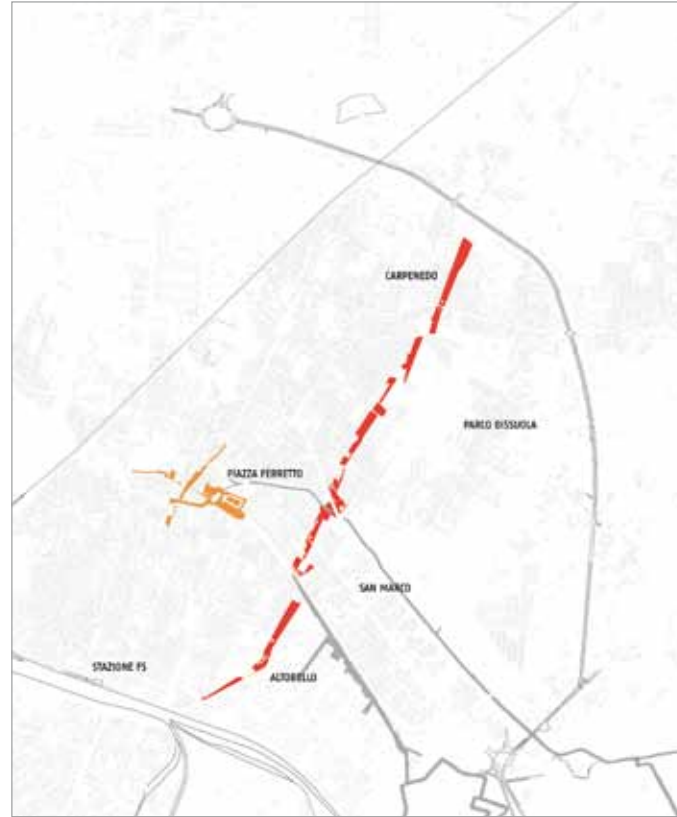 CARPENEDO
PARCO BISSUOLA
PIAZZA FERRETTO
SAN MARCO
STAZIONE FS
ALTOBELLO